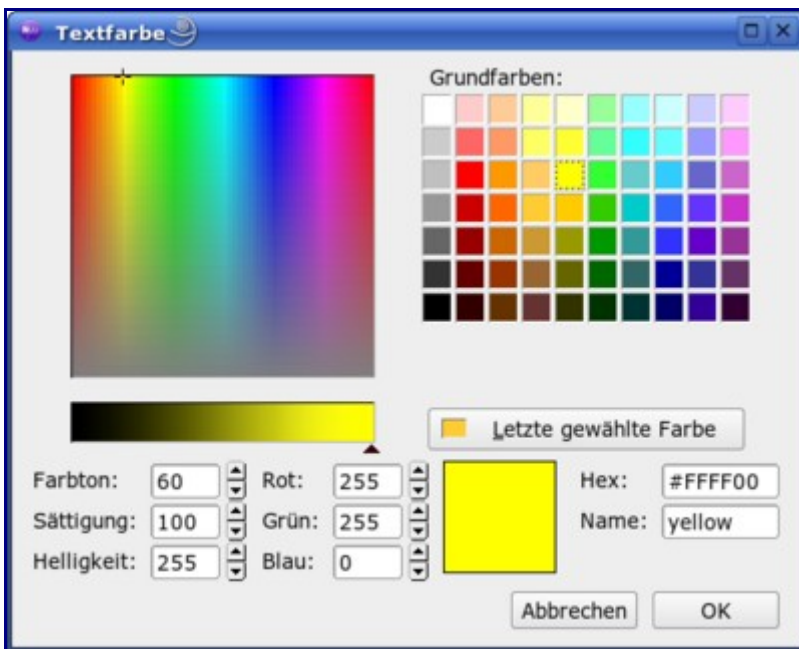 Textfarbe
Grundfarben:
Letzte gewählte Farbe
Farbton: 60 Rot: 255 Hex: #FFFF00
Sättigung: 100 Grün: 255 Name: yellow
Helligkeit: 255 Blau: 0
Abbrechen OK